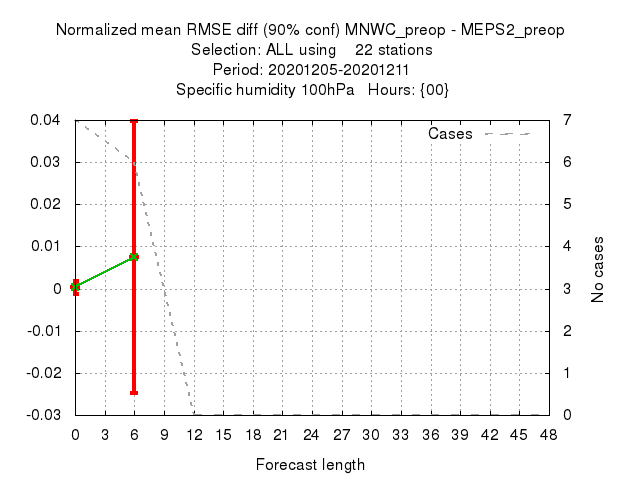 Normalized mean RMSE diff (90% conf) MNWC_preop - MEPS2_preop
Selection: ALL using    22 stations
Period: 20201205-20201211
Specific humidity 100hPa   Hours: {00}
Cases
0.04
0.03
0.02
0.01
0
-0.01
-0.02
-0.03
7
6
5
4
3
2
1
0
No cases
0 3 6 9 12 15 18 21 24 27 30 33 36 39 42 45 48
Forecast length